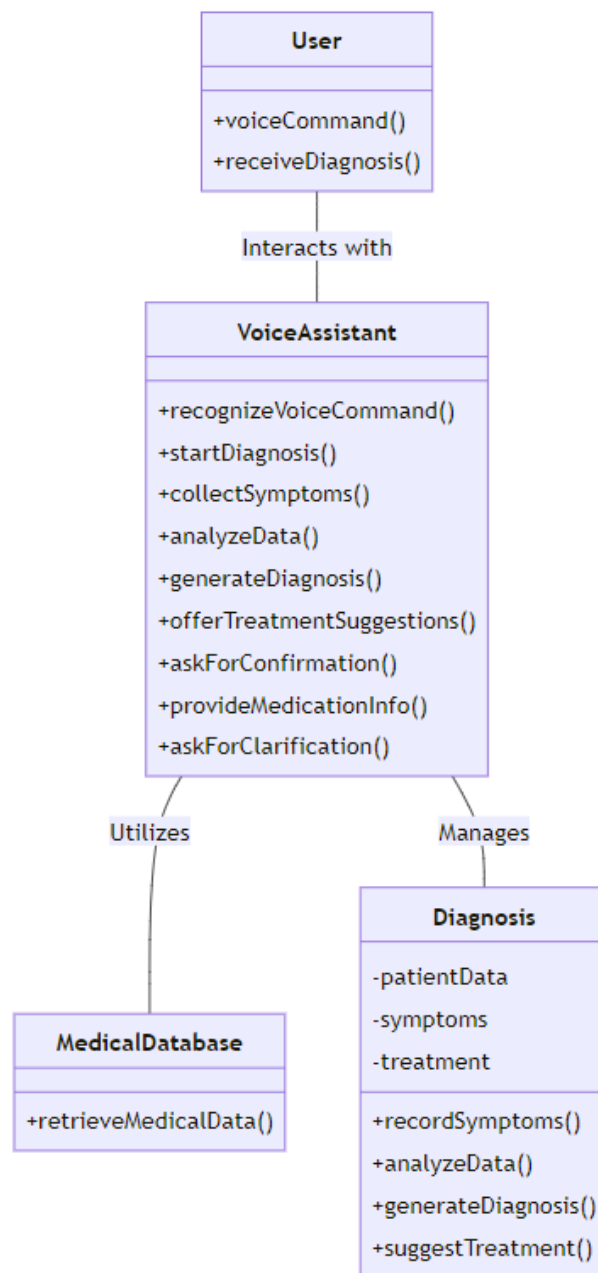 User
+voiceCommand()
+receiveDiagnosis()
Interacts with
VoiceAssistant
+recognizeVoiceCommand()
+startDiagnosis()
+collectSymptoms()
+analyzeData()
+generateDiagnosis()
+offerTreatmentSuggestions()
+askForConfirmation()
+provideMedicationInfo()
+askForClarification()
Utilizes
Manages
MedicalDatabase
+retrieveMedicalData()
Diagnosis
-patientData
-symptoms
-treatment
+recordSymptoms()
+analyzeData()
+generateDiagnosis()
+suggestTreatment()